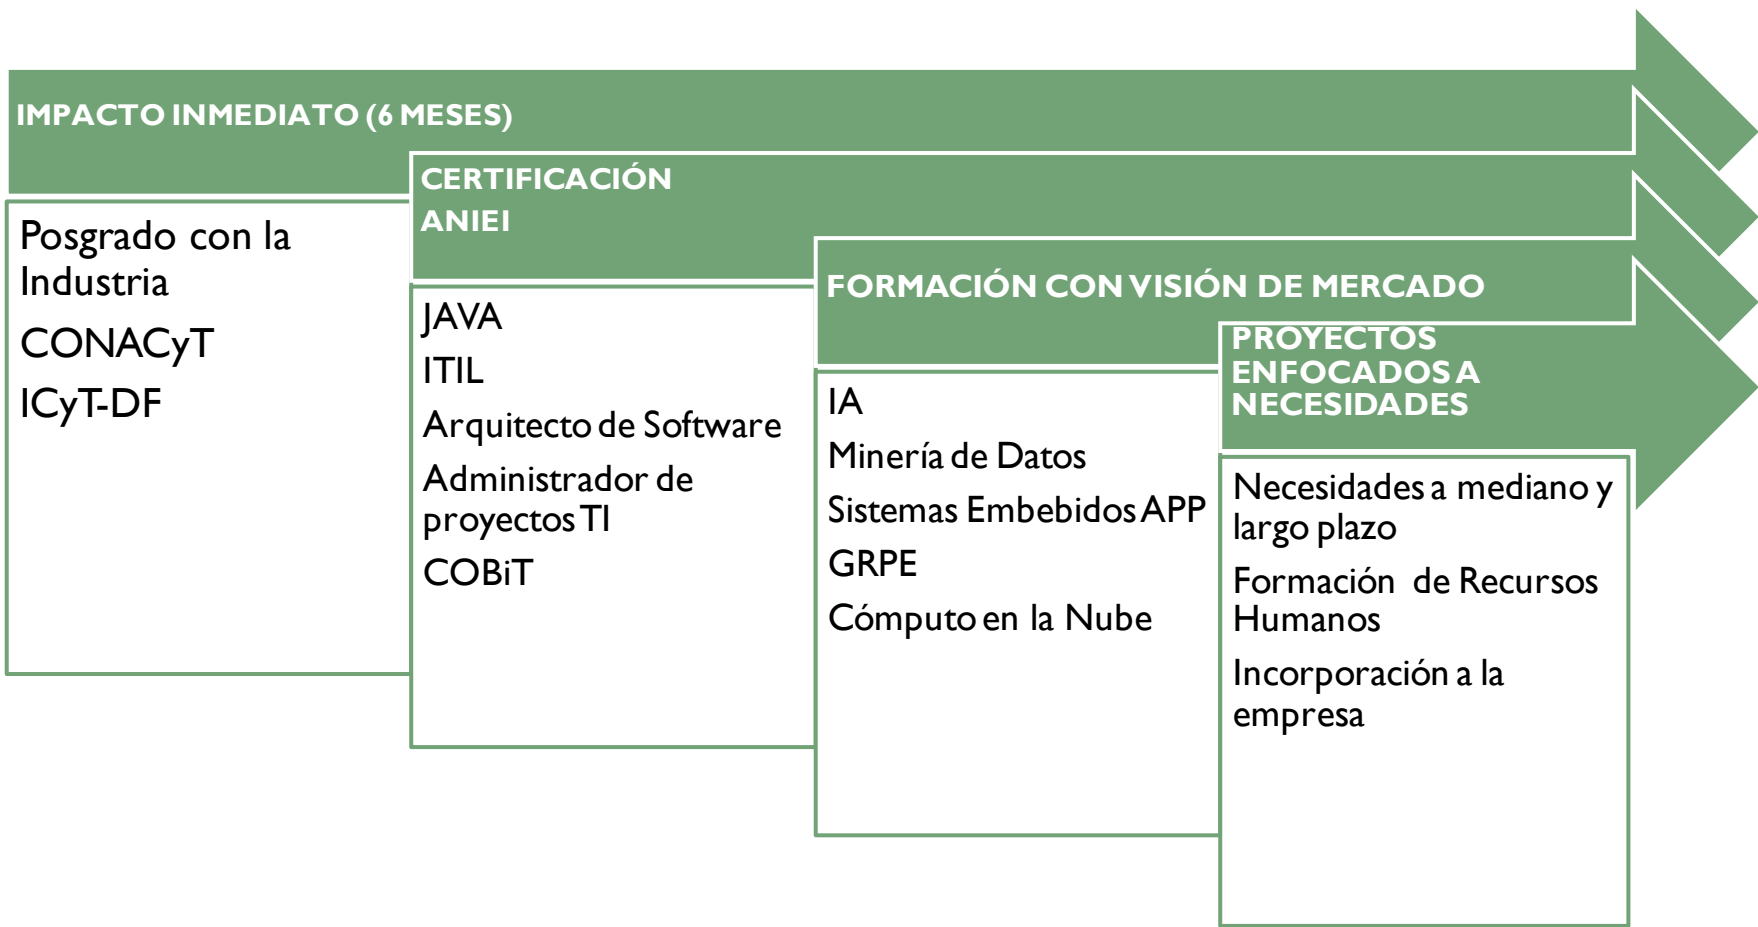 IMPACTO INMEDIATO (6 MESES)
Posgrado con la
Industria
CONACyT
ICyT-DF
CERTIFICACIÓN
ANIEI
JAVA
ITIL
Arquitecto de Software
Administrador de
proyectos TI
COBiT
FORMACIÓN CON VISIÓN DE MERCADO
IA
Minería de Datos
Sistemas Embebidos APP
GRPE
Cómputo en la Nube
PROYECTOS
ENFOCADOS A
NECESIDADES
Necesidades a mediano y
largo plazo
Formación de Recursos
Humanos
Incorporación a la
empresa